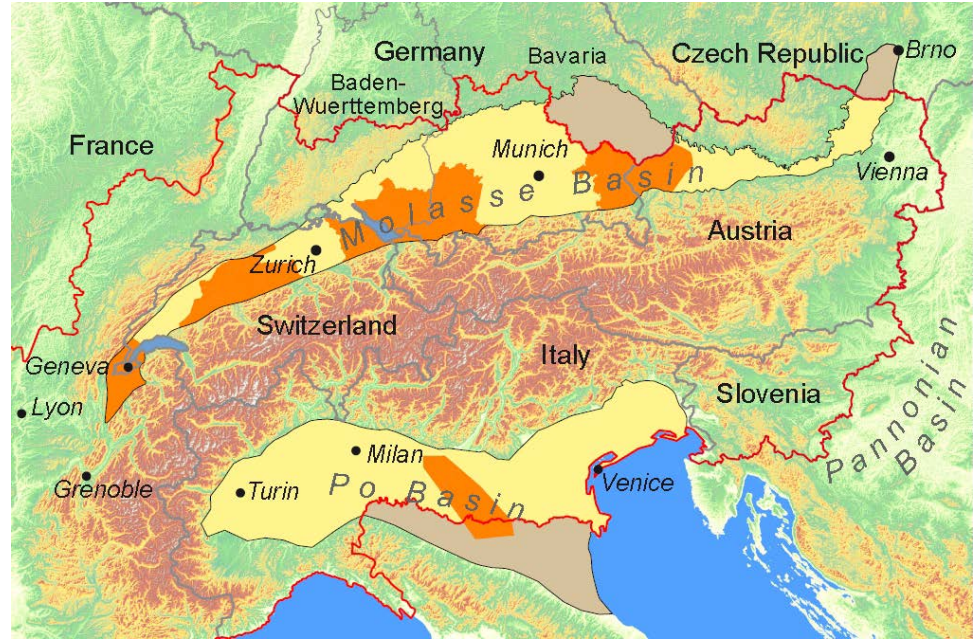 Germany
Bavaria
Czech Republic
Brno
Baden-
Wuerttemberg
France
Munich
Vienna
Molasse Basin
Austria
Zurich
Switzerland
Geneva
Italy
Slovenia
Lyon
Pannonian
Basin
Milan
Grenoble
Turin
Po Basin
Venice